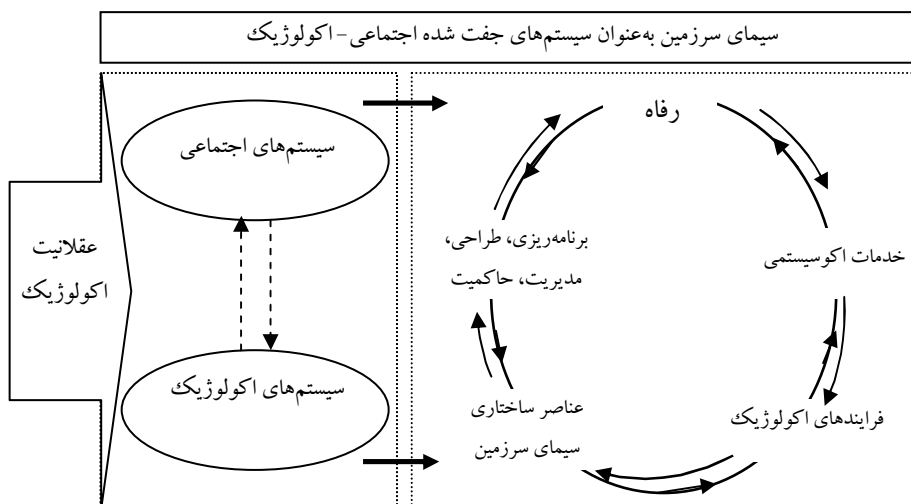 سیمای سرزمین به‌عنوان سیستم‌های جفت شده اجتماعی- اکولوژیک
رفاه
سیستم‌های اجتماعی
برنامه‌ریزی، طراحی،
مدیریت، حاکمیت
خدمات اکوسیستمی
عقلانیت
اکولوژیک
سیستم‌های اکولوژیک
عناصر ساختاری
سیمای سرزمین
فرایندهای اکولوژیک